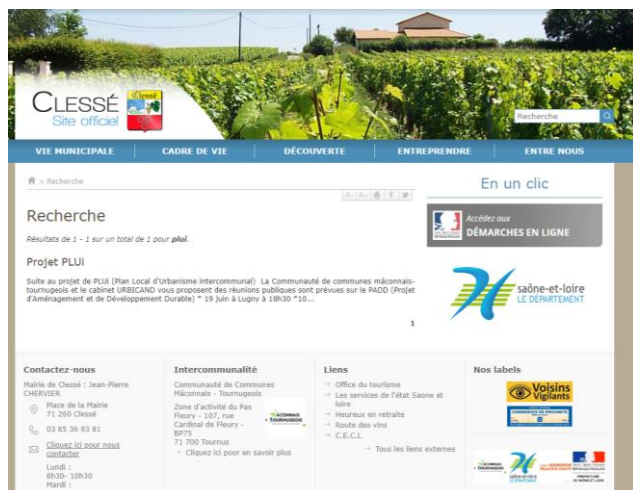 Clessé
CLESSÉ
Site officiel
Recherche
VIE MUNICIPALE
CADRE DE VIE
DÉCOUVERTE
ENTREPRENDRE
ENTRE NOUS
> Recherche
A- A+
Recherche
Résultats de 1 - 1 sur un total de 1 pour plui.
Projet PLUi
Suite au projet de PLUi (Plan Local d'Urbanisme intercommunal) La Communauté de communes mâconnais-
tournugeois et le cabinet URBICAND vous proposent des réunions publiques sont prévues sur le PADD (Projet
d'Aménagement et de Développement Durable) * 19 juin à Lugny à 18h30 *10...
1
En un clic
Accédez aux
DÉMARCHES EN LIGNE
saône-et-loire
LE DÉPARTEMENT
Contactez-nous
Mairie de Clessé : Jean-Pierre
CHERVIER
Place de la Mairie
71 260 Clessé
03 85 36 93 81
Cliquez ici pour nous
contacter
Lundi :
8h30- 10h30
Mardi :
Intercommunalité
Communauté de Communes
Mâconnais - Tournugeois
Zone d'activité du Pas
Fleury - 107, rue
Cardinal de Fleury -
BP75
71 700 Tournus
→ Cliquez ici pour en savoir plus
Liens
→ Office du tourisme
→ Les services de l'état Saone et
loire
→ Heureux en retraite
→ Route des vins
→ C.E.C.L
→ Tous les liens externes
Nos labels
Voisins
Vigilants
COMMERCES DE PROXIMITÉ